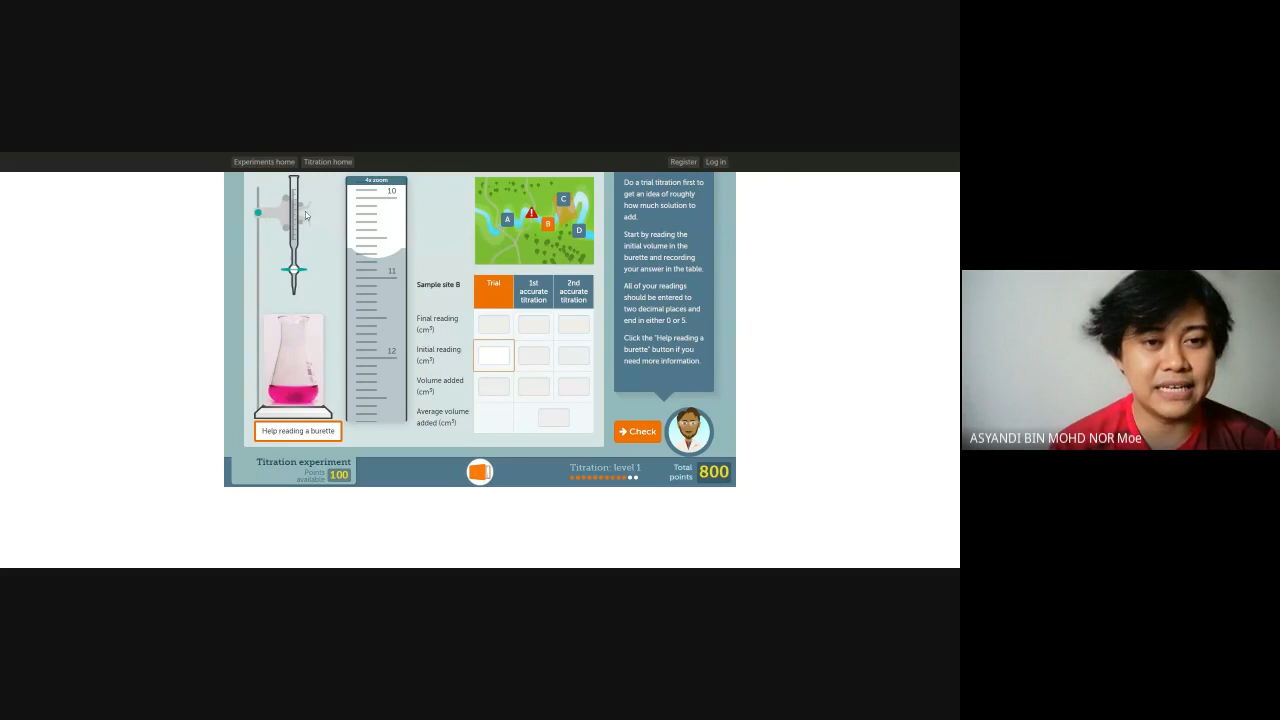 Experiments home
Titration home
Register
Log in
4x zoom
10
11
12
Help reading a burette
A
B
C
D
!
Sample site B
Trial
1st
accurate
titration
2nd
accurate
titration
Final reading
(cm³)
Initial reading
(cm³)
Volume added
(cm³)
Average volume
added (cm³)
Do a trial titration first to
get an idea of roughly
how much solution to
add.
Start by reading the
initial volume in the
burette and recording
your answer in the table.
All of your readings
should be entered to
two decimal places and
end in either 0 or 5.
Click the "Help reading a
burette" button if you
need more information.
Check
Titration experiment
Points
available
100
Titration: level 1
Total
points
800
ASYANDI BIN MOHD NOR Moe